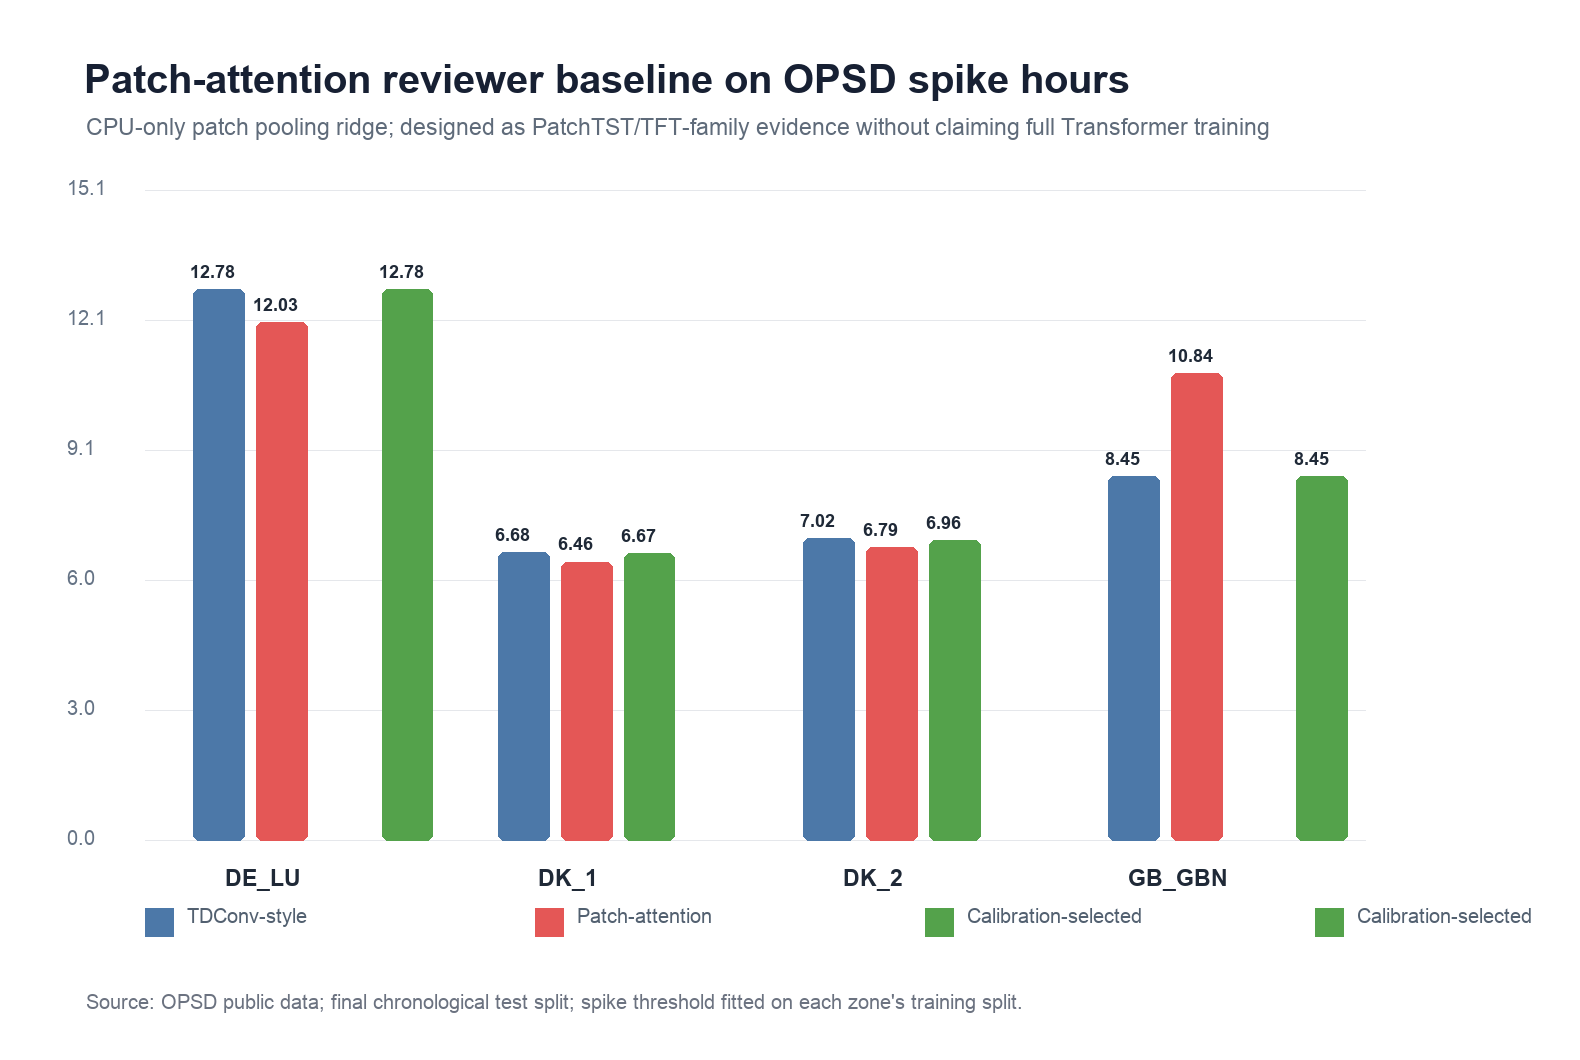 Patch-attention reviewer baseline on OPSD spike hours
CPU-only patch pooling ridge; designed as PatchTST/TFT-family evidence without claiming full Transformer training
15.1
12.78
12.78
12.03
12.1
10.84
9.1
8.45
8.45
7.02
6.79
6.96
6.68
6.46
6.67
6.0
3.0
0.0
DE_LU
DK_1
DK_2
GB_GBN
TDConv-style
Patch-attention
Calibration-selected
Calibration-selected
Source: OPSD public data; final chronological test split; spike threshold fitted on each zone's training split.